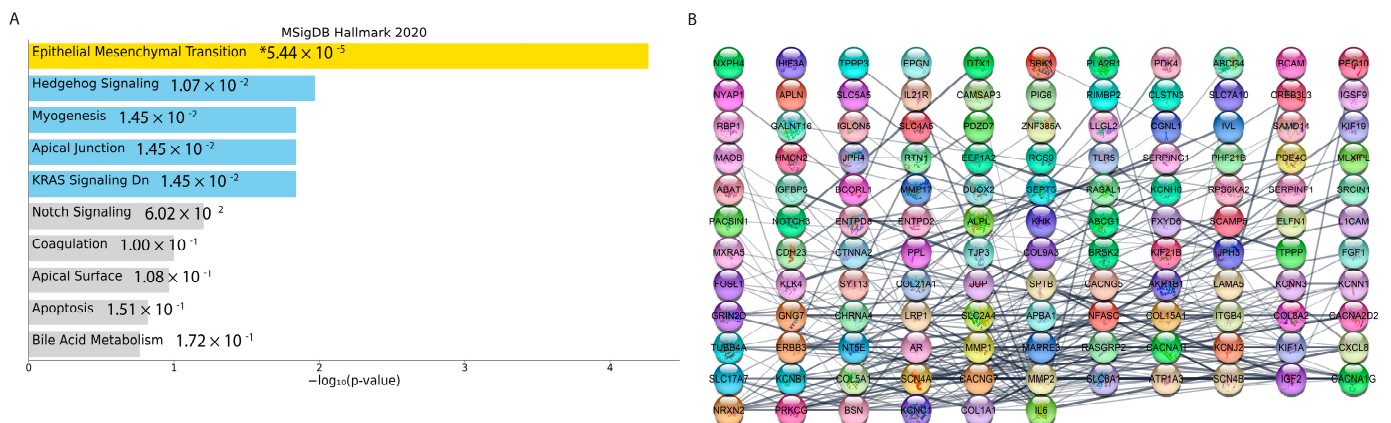 A
MSigDB Hallmark 2020
Epithelial Mesenchymal Transition *5.44 × 10 -5
Hedgehog Signaling 1.07 × 10 -2
Myogenesis 1.45 × 10 -2
Apical Junction 1.45 × 10 -2
KRAS Signaling Dn 1.45 × 10 -2
Notch Signaling 6.02 × 10 2
Coagulation 1.00 × 10 -1
Apical Surface 1.08 × 10 -1
Apoptosis 1.51 × 10 -1
Bile Acid Metabolism 1.72 × 10 -1
0 1 2 3 4
−log₁₀(p-value)
B
NXPH4 HIF3A TPPP3 EPGN DTX1 SBK1 PLA2R1 PDK4 ABCG4 BCAM PEG10
NYAP1 APLN SLC5A5 IL21R CAMSAP3 PIG6 RIMBP2 CLSTN3 SLC7A10 CREB3L3 IGSF9
RBP1 GALNT16 IGLON5 SLC4A5 PDZD7 ZNF385A LLGL2 CGNL1 IVL SAMD14 KIF19
MAOB HMCN2 JPH4 RTN1 EEF1A2 RGS9 TLR5 SERPINC1 PHF21B PDE4C MLXIPL
ABAT IGFBP5 BCORL1 MMP17 DUOX2 SEPT5 RASAL1 KCNH6 RPS6KA2 SERPINF1 SRCIN1
PACSIN1 NOTCH3 ENTPD8 ENTPD2 ALPL KHK ABCG1 FXYD6 SCAMP5 ELFN1 L1CAM
MXRA5 CDH23 CTNNA2 PPL TJP3 COL9A3 BRSK2 KIF21B JPH3 TPPP FGF1
FOSL1 KLK4 SYT13 COL21A1 JUP SPTB CACNG5 AKR1B1 LAMA5 KCNN3 KCNN1
GRIN2D GNG7 CHRNA4 LRP1 SLC2A4 APBA1 NFASC COL15A1 ITGB4 COL8A2 CACNA2D2
TUBB4A ERBB3 NT5E AR MMP1 MAPRE3 RASGRP2 CACNA1I KCNJ2 KIF1A CXCL8
SLC17A7 KCNB1 COL5A1 SCN4A CACNG7 MMP2 SLC6A1 ATP1A3 SCN4B IGF2 CACNA1G
NRXN2 PRKCG BSN KCNC1 COL1A1 IL6